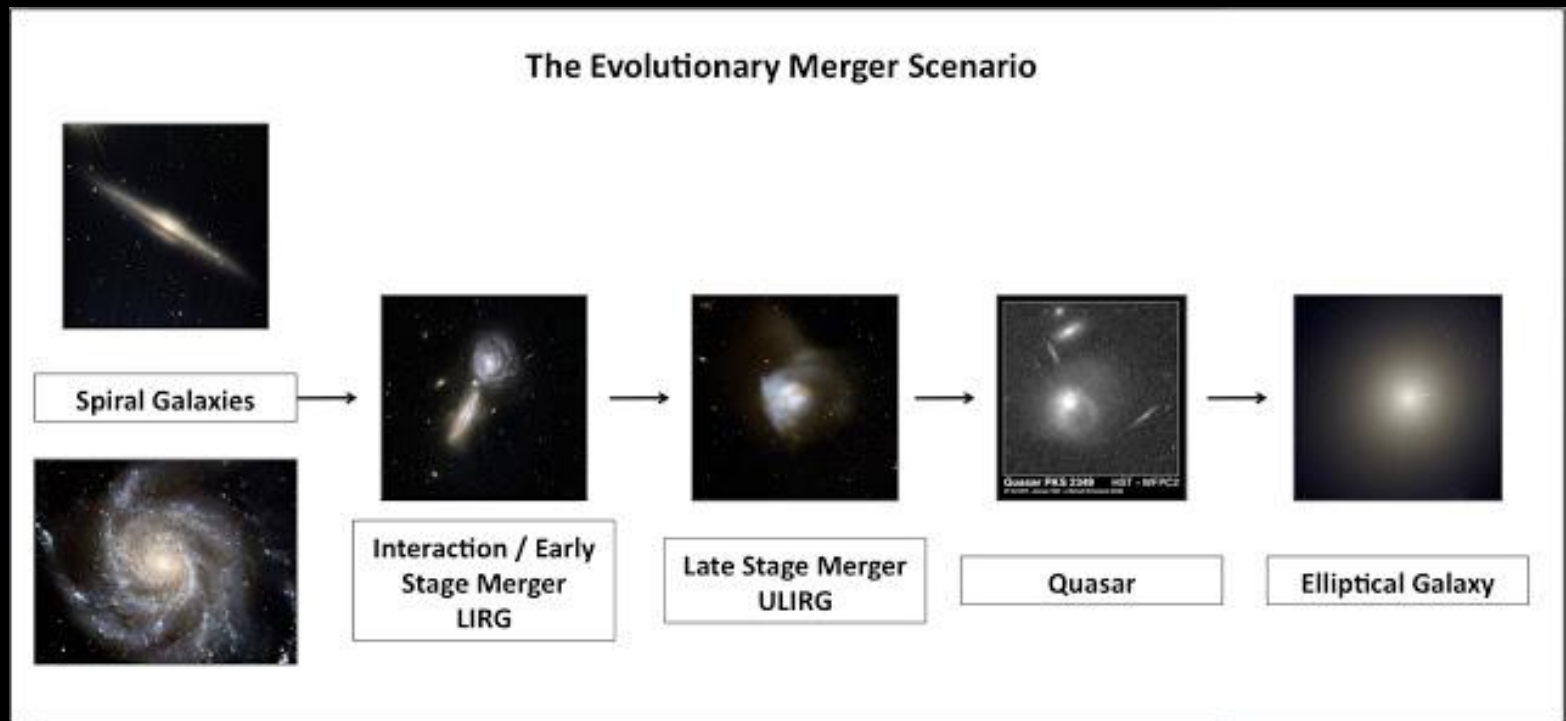 The Evolutionary Merger Scenario
Spiral Galaxies
Interaction / Early
Stage Merger
LIRG
Late Stage Merger
ULIRG
Quasar PKS 2349 HST - WFPC2
Quasar
Elliptical Galaxy